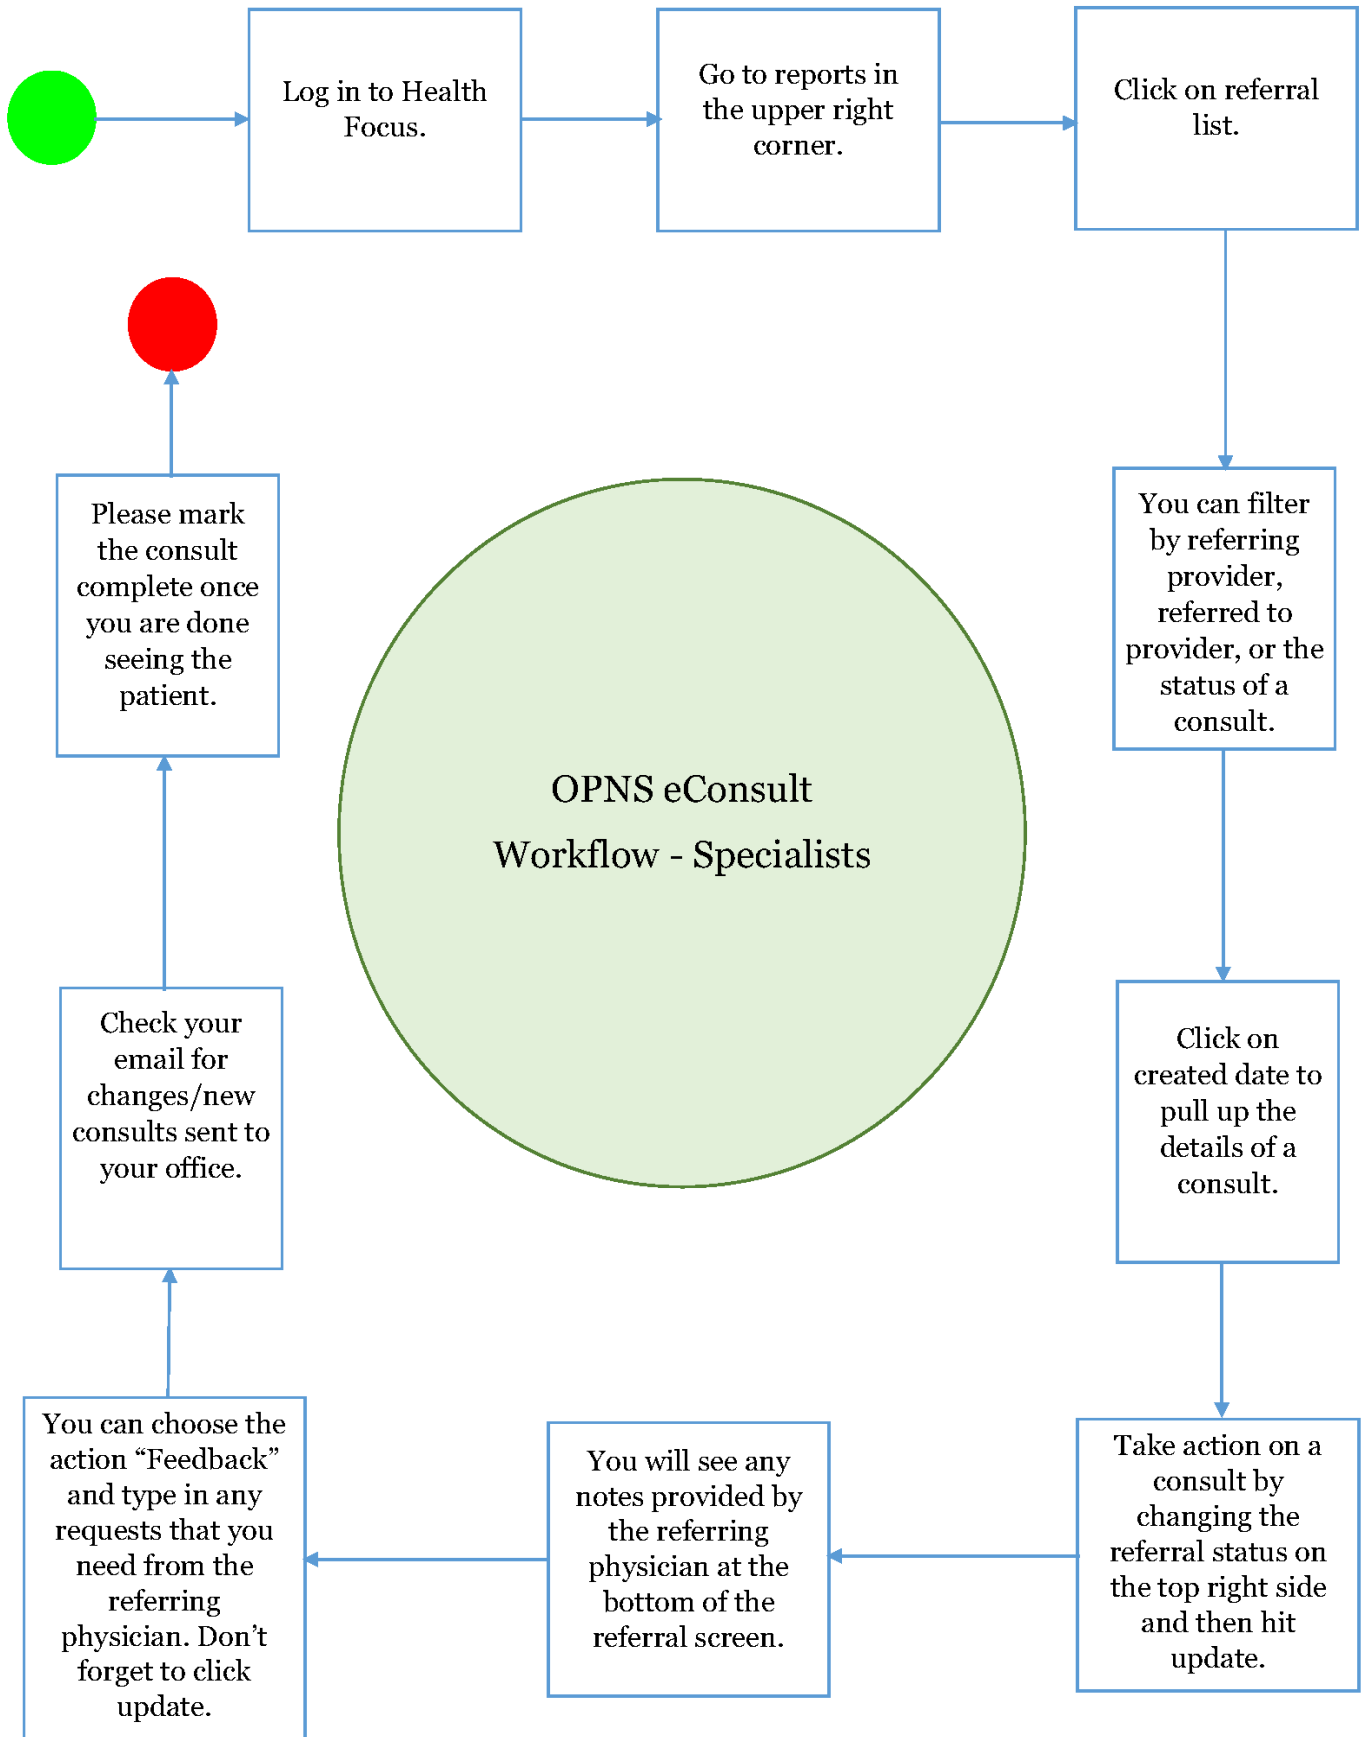 Log in to Health
Focus.
Go to reports in
the upper right
corner.
Click on referral
list.
You can filter
by referring
provider,
referred to
provider, or the
status of a
consult.
Click on
created date to
pull up the
details of a
consult.
Take action on a
consult by
changing the
referral status on
the top right side
and then hit
update.
You will see any
notes provided by
the referring
physician at the
bottom of the
referral screen.
You can choose the
action “Feedback”
and type in any
requests that you
need from the
referring
physician. Don’t
forget to click
update.
Check your
email for
changes/new
consults sent to
your office.
Please mark
the consult
complete once
you are done
seeing the
patient.
OPNS eConsult
Workflow - Specialists